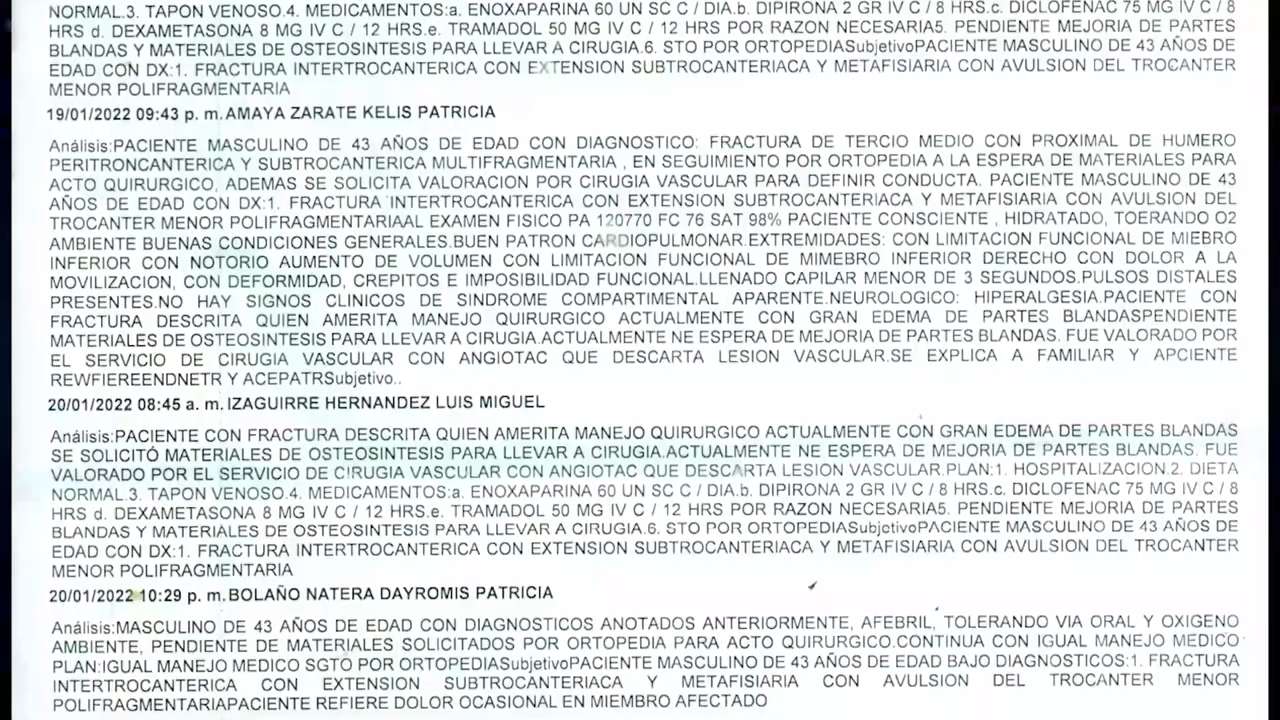 NORMAL.3. TAPON VENOSO.4. MEDICAMENTOS:a. ENOXAPARINA 60 UN SC C / DIA.b. DIPIRONA 2 GR IV C / 8 HRS.c. DICLOFENAC 75 MG IV C / 8
HRS d. DEXAMETASONA 8 MG IV C / 12 HRS.e. TRAMADOL 50 MG IV C / 12 HRS POR RAZON NECESARIA5. PENDIENTE MEJORIA DE PARTES
BLANDAS Y MATERIALES DE OSTEOSINTESIS PARA LLEVAR A CIRUGIA.6. STO POR ORTOPEDIASubjetivoPACIENTE MASCULINO DE 43 AÑOS DE
EDAD CON DX:1. FRACTURA INTERTROCANTERICA CON EXTENSION SUBTROCANTERIACA Y METAFISIARIA CON AVULSION DEL TROCANTER
MENOR POLIFRAGMENTARIA
19/01/2022 09:43 p. m. AMAYA ZARATE KELIS PATRICIA
Análisis:PACIENTE MASCULINO DE 43 AÑOS DE EDAD CON DIAGNOSTICO: FRACTURA DE TERCIO MEDIO CON PROXIMAL DE HUMERO
PERITRONCANTERICA Y SUBTROCANTERICA MULTIFRAGMENTARIA , EN SEGUIMIENTO POR ORTOPEDIA A LA ESPERA DE MATERIALES PARA
ACTO QUIRURGICO, ADEMAS SE SOLICITA VALORACION POR CIRUGIA VASCULAR PARA DEFINIR CONDUCTA. PACIENTE MASCULINO DE 43
AÑOS DE EDAD CON DX:1. FRACTURA INTERTROCANTERICA CON EXTENSION SUBTROCANTERIACA Y METAFISIARIA CON AVULSION DEL
TROCANTER MENOR POLIFRAGMENTARIAAL EXAMEN FISICO PA 120770 FC 76 SAT 98% PACIENTE CONSCIENTE , HIDRATADO, TOERANDO O2
AMBIENTE BUENAS CONDICIONES GENERALES.BUEN PATRON CARDIOPULMONAR.EXTREMIDADES: CON LIMITACION FUNCIONAL DE MIEBRO
INFERIOR CON NOTORIO AUMENTO DE VOLUMEN CON LIMITACION FUNCIONAL DE MIMEBRO INFERIOR DERECHO CON DOLOR A LA
MOVILIZACION, CON DEFORMIDAD, CREPITOS E IMPOSIBILIDAD FUNCIONAL.LLENADO CAPILAR MENOR DE 3 SEGUNDOS.PULSOS DISTALES
PRESENTES.NO HAY SIGNOS CLINICOS DE SINDROME COMPARTIMENTAL APARENTE.NEUROLOGICO: HIPERALGESIA.PACIENTE CON
FRACTURA DESCRITA QUIEN AMERITA MANEJO QUIRURGICO ACTUALMENTE CON GRAN EDEMA DE PARTES BLANDASPENDIENTE
MATERIALES DE OSTEOSINTESIS PARA LLEVAR A CIRUGIA.ACTUALMENTE NE ESPERA DE MEJORIA DE PARTES BLANDAS. FUE VALORADO POR
EL SERVICIO DE CIRUGIA VASCULAR CON ANGIOTAC QUE DESCARTA LESION VASCULAR.SE EXPLICA A FAMILIAR Y APCIENTE
REWFIEREENDNETR Y ACEPATRSubjetivo..
20/01/2022 08:45 a. m. IZAGUIRRE HERNANDEZ LUIS MIGUEL
Análisis:PACIENTE CON FRACTURA DESCRITA QUIEN AMERITA MANEJO QUIRURGICO ACTUALMENTE CON GRAN EDEMA DE PARTES BLANDAS
SE SOLICITÓ MATERIALES DE OSTEOSINTESIS PARA LLEVAR A CIRUGIA.ACTUALMENTE NE ESPERA DE MEJORIA DE PARTES BLANDAS. FUE
VALORADO POR EL SERVICIO DE CIRUGIA VASCULAR CON ANGIOTAC QUE DESCARTA LESION VASCULAR.PLAN:1. HOSPITALIZACION.2. DIETA
NORMAL.3. TAPON VENOSO.4. MEDICAMENTOS:a. ENOXAPARINA 60 UN SC C / DIA.b. DIPIRONA 2 GR IV C / 8 HRS.c. DICLOFENAC 75 MG IV C / 8
HRS d. DEXAMETASONA 8 MG IV C / 12 HRS.e. TRAMADOL 50 MG IV C / 12 HRS POR RAZON NECESARIA5. PENDIENTE MEJORIA DE PARTES
BLANDAS Y MATERIALES DE OSTEOSINTESIS PARA LLEVAR A CIRUGIA.6. STO POR ORTOPEDIASubjetivoPACIENTE MASCULINO DE 43 AÑOS DE
EDAD CON DX:1. FRACTURA INTERTROCANTERICA CON EXTENSION SUBTROCANTERIACA Y METAFISIARIA CON AVULSION DEL TROCANTER
MENOR POLIFRAGMENTARIA
20/01/2022 10:29 p. m. BOLAÑO NATERA DAYROMIS PATRICIA
Análisis:MASCULINO DE 43 AÑOS DE EDAD CON DIAGNOSTICOS ANOTADOS ANTERIORMENTE, AFEBRIL, TOLERANDO VIA ORAL Y OXIGENO
AMBIENTE, PENDIENTE DE MATERIALES SOLICITADOS POR ORTOPEDIA PARA ACTO QUIRURGICO.CONTINUA CON IGUAL MANEJO MEDICO
PLAN:IGUAL MANEJO MEDICO SGTO POR ORTOPEDIASubjetivoPACIENTE MASCULINO DE 43 AÑOS DE EDAD BAJO DIAGNOSTICOS:1. FRACTURA
INTERTROCANTERICA CON EXTENSION SUBTROCANTERIACA Y METAFISIARIA CON AVULSION DEL TROCANTER MENOR
POLIFRAGMENTARIAPACIENTE REFIERE DOLOR OCASIONAL EN MIEMBRO AFECTADO